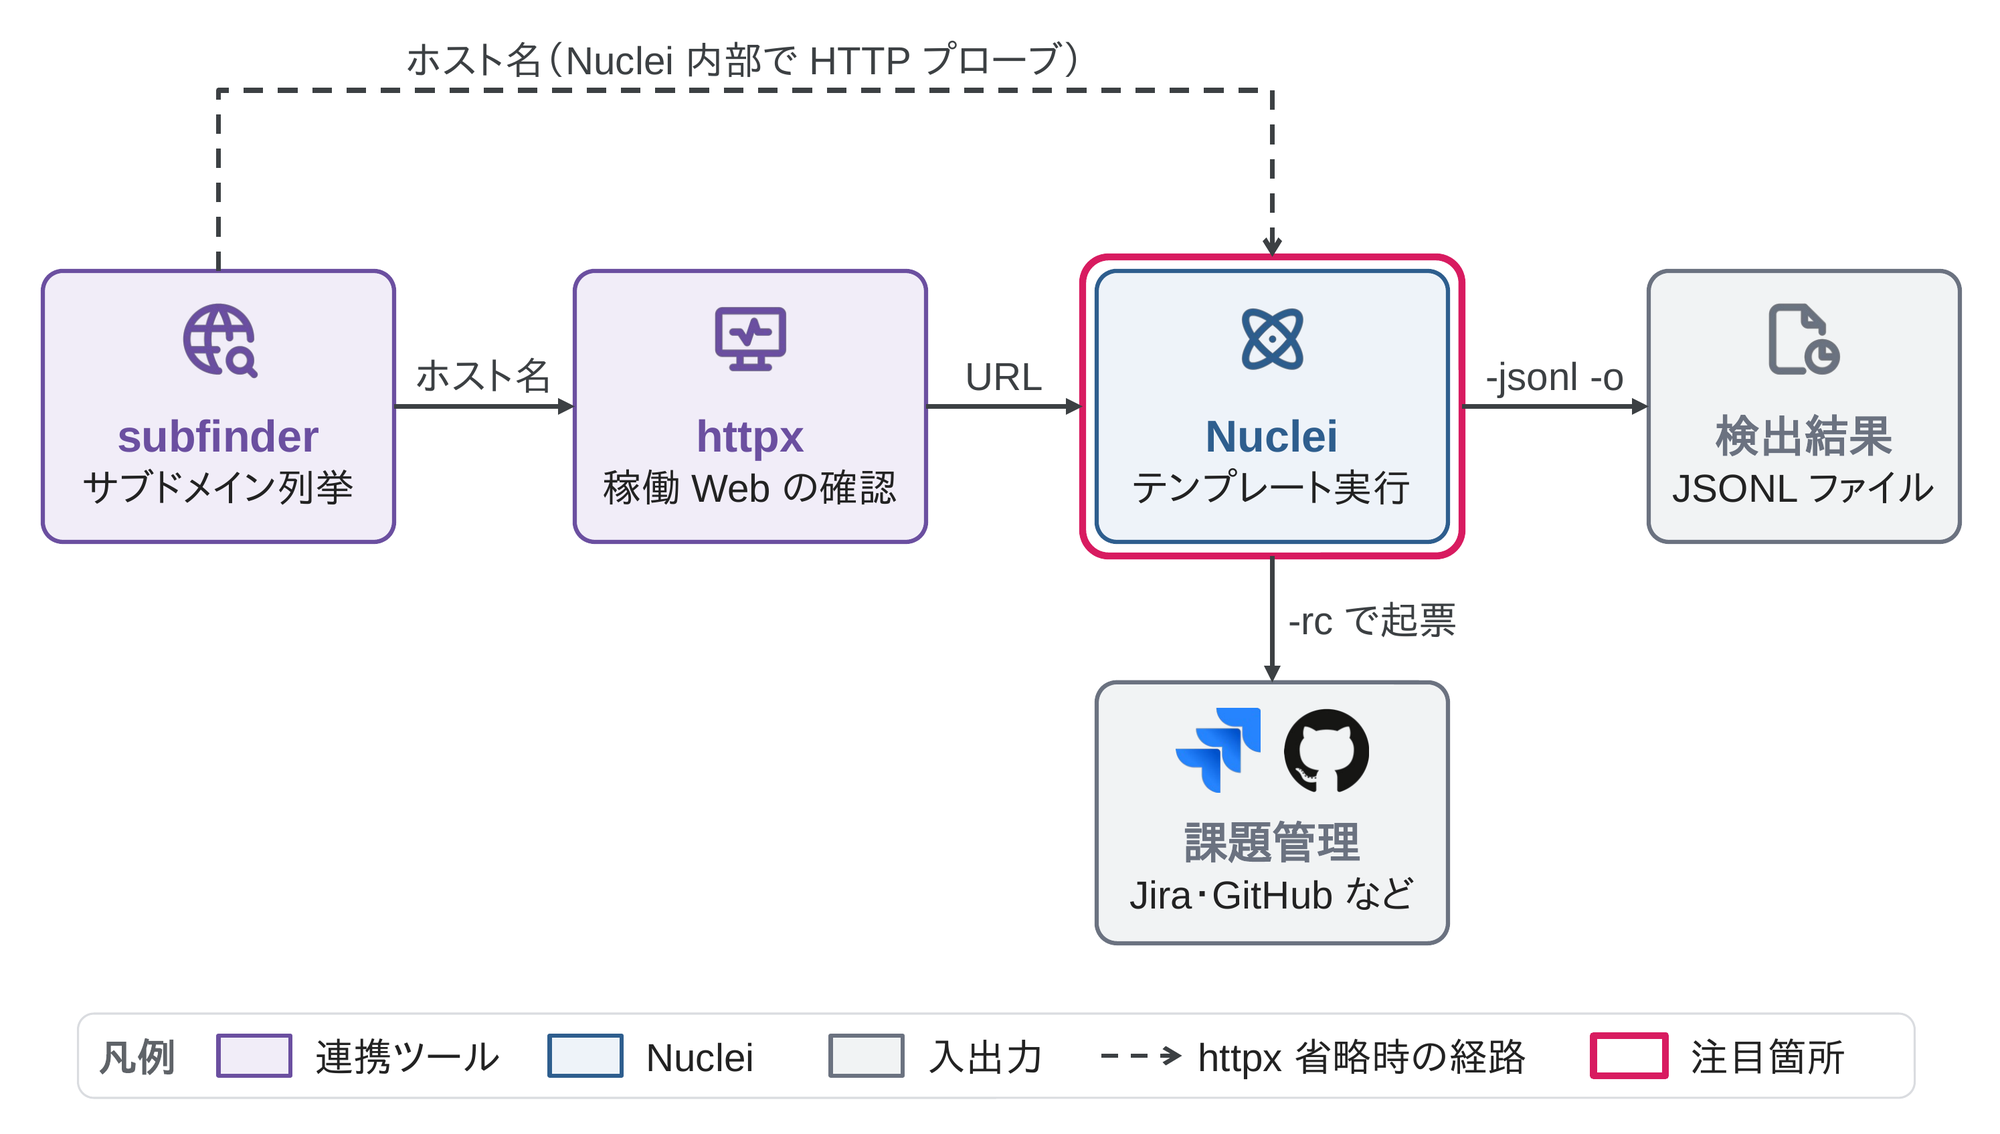 ホスト名（Nuclei 内部で HTTP プローブ）
subfinder
サブドメイン列挙
ホスト名
httpx
稼働 Web の確認
URL
Nuclei
テンプレート実行
-jsonl -o
検出結果
JSONL ファイル
-rc で起票
課題管理
Jira・GitHub など
凡例
連携ツール
Nuclei
入出力
httpx 省略時の経路
注目箇所